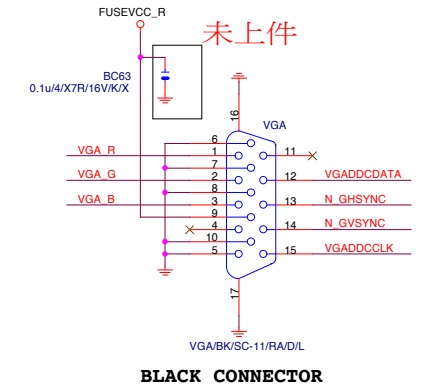 FUSEVCC_R
未上件
BC63
0.1u/4/X7R/16V/K/X
16
VGA
6
VGA_R 1 11
7
VGA_G 2 12 VGADDCDATA
8
VGA_B 3 13 N_GHSYNC
9
4 14 N_GVSYNC
10
5 15 VGADDCCLK
17
VGA/BK/SC-11/RA/D/L
BLACK CONNECTOR